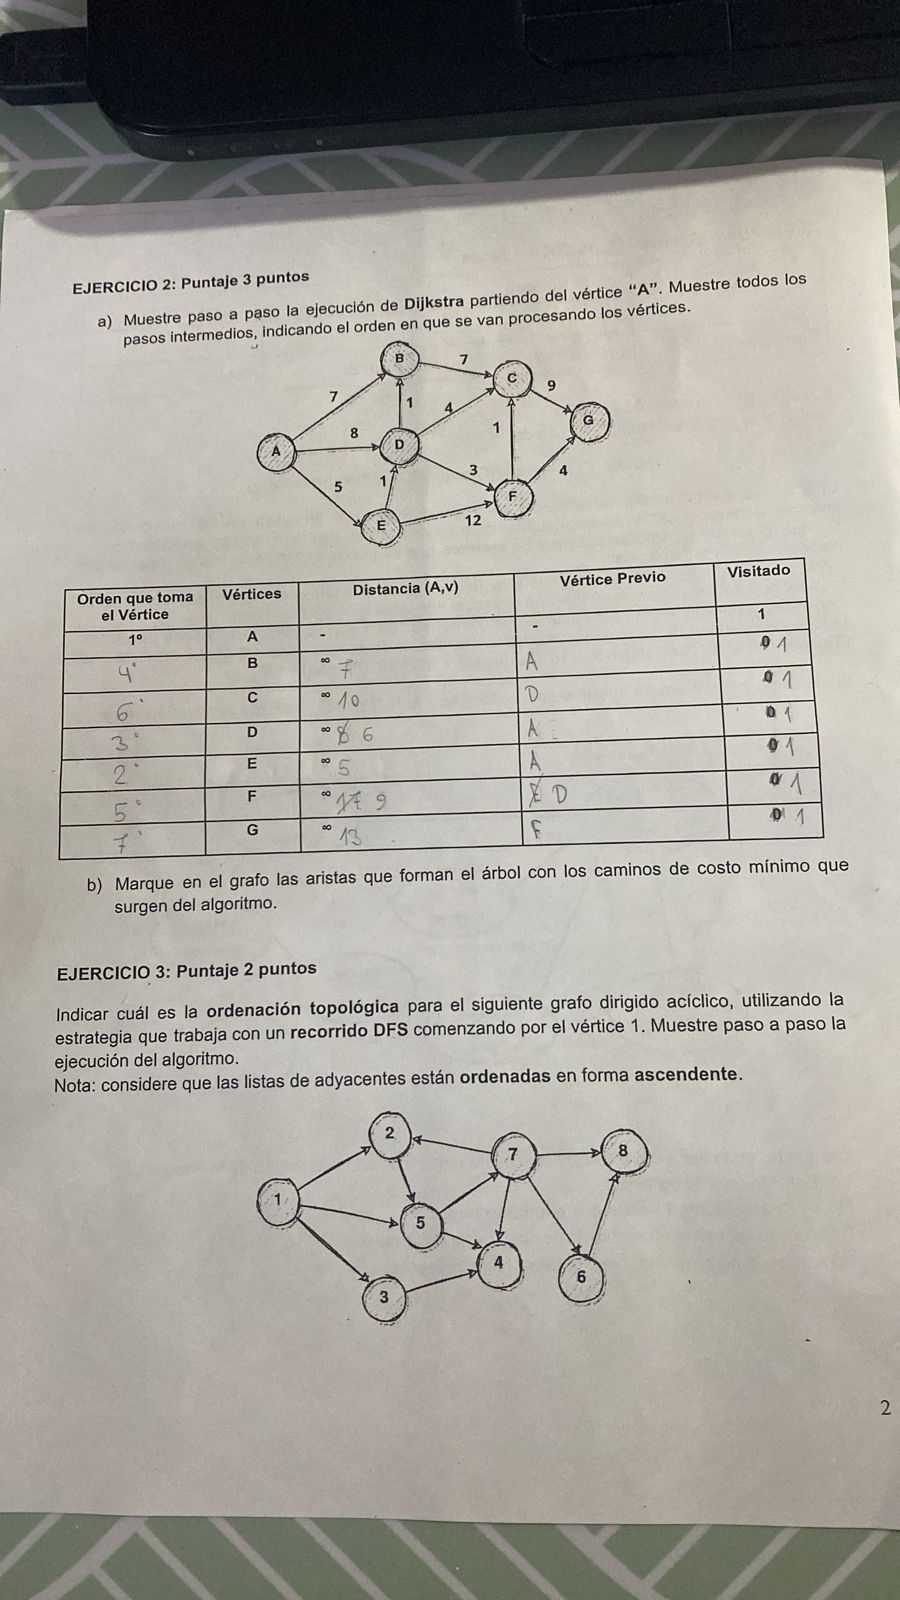 EJERCICIO 2: Puntaje 3 puntos
a) Muestre paso a paso la ejecución de Dijkstra partiendo del vértice “A”. Muestre todos los
pasos intermedios, indicando el orden en que se van procesando los vértices.
B 7 C 9
7 1 4 1 G
8
A D
3 4
5 1 F
E 12
Orden que toma el Vértice Vértices Distancia (A,v) Vértice Previo Visitado
1º A - - 1
4° B ∞ 7 A 0 1
6° C ∞ 10 D 0 1
3° D ∞ 8 6 A 0 1
2° E ∞ 5 A 0 1
5° F ∞ 17 9 E D 0 1
7° G ∞ 13 F 0 1
b) Marque en el grafo las aristas que forman el árbol con los caminos de costo mínimo que
surgen del algoritmo.
EJERCICIO 3: Puntaje 2 puntos
Indicar cuál es la ordenación topológica para el siguiente grafo dirigido acíclico, utilizando la
estrategia que trabaja con un recorrido DFS comenzando por el vértice 1. Muestre paso a paso la
ejecución del algoritmo.
Nota: considere que las listas de adyacentes están ordenadas en forma ascendente.
2
7 8
1
5
4
6
3
2